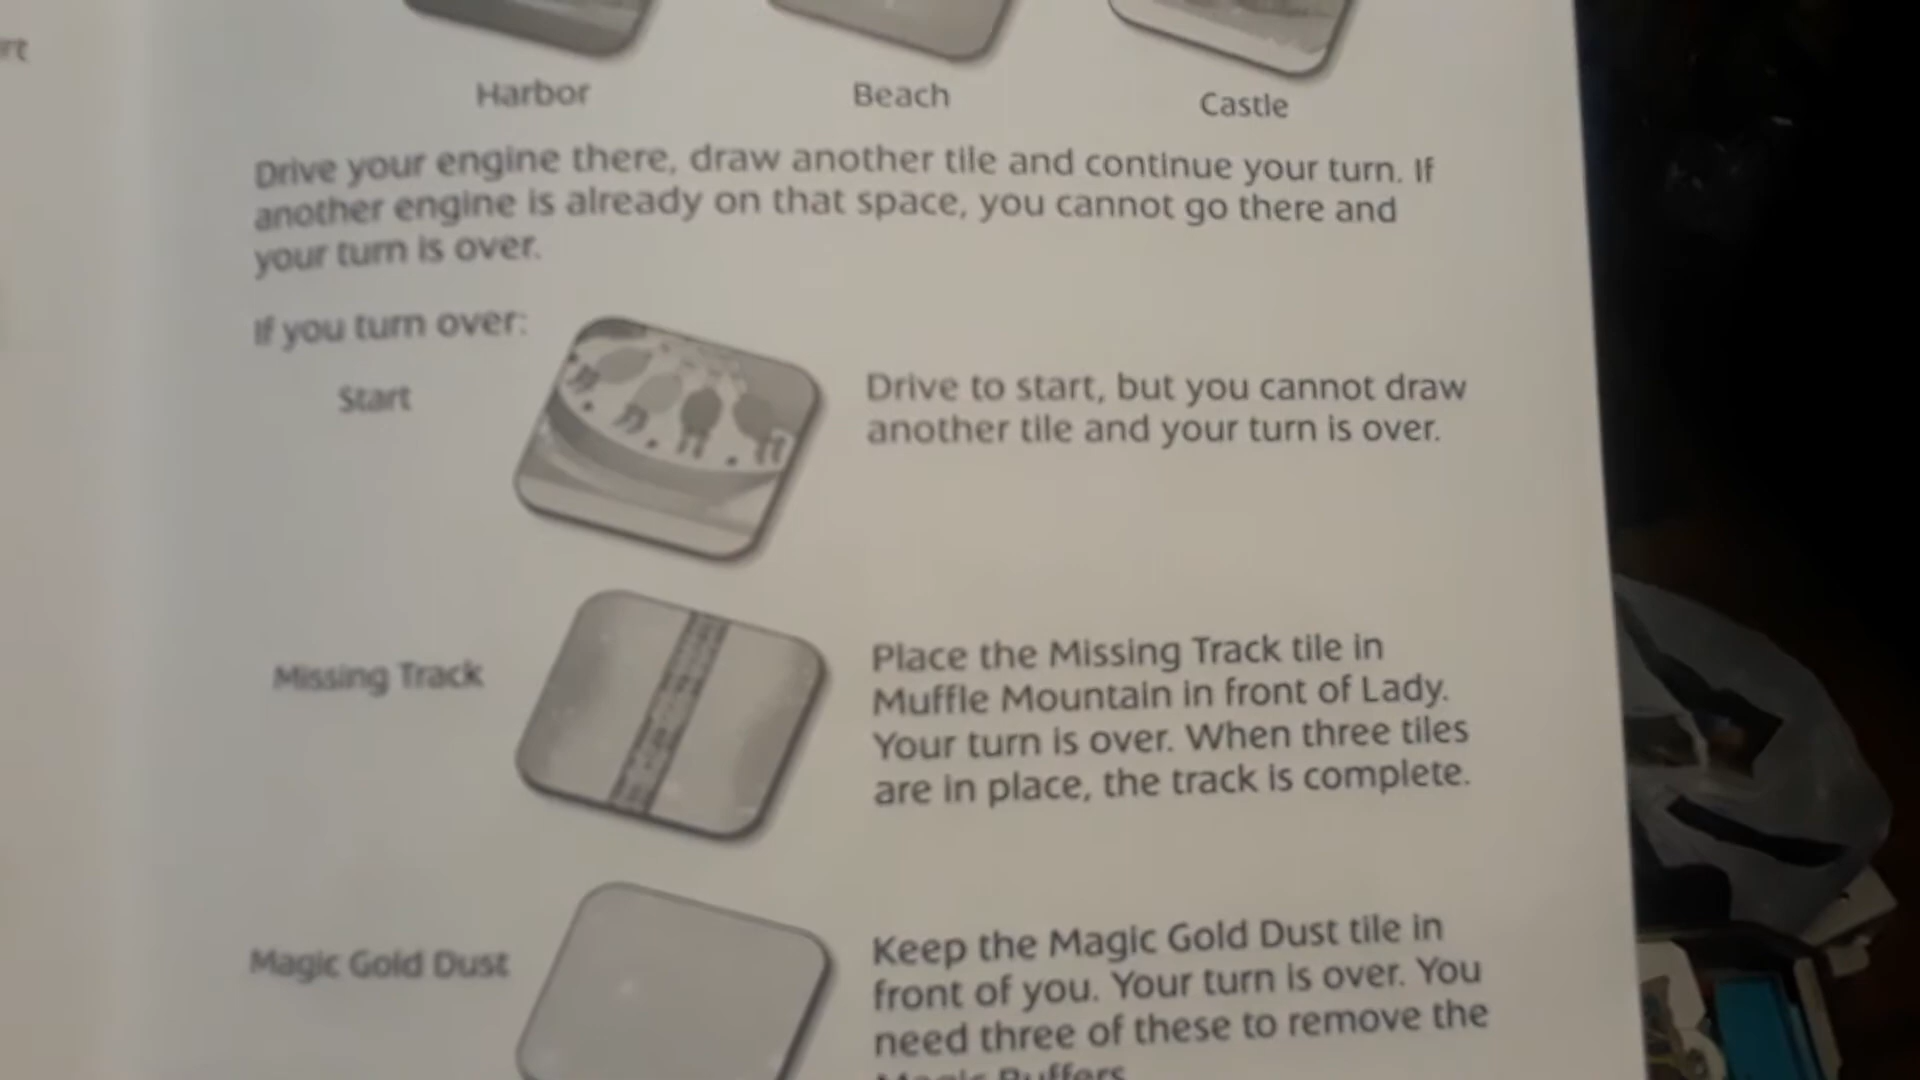 Harbor
Beach
Castle
Drive your engine there, draw another tile and continue your turn. If
another engine is already on that space, you cannot go there and
your turn is over.
If you turn over:
Start
Drive to start, but you cannot draw
another tile and your turn is over.
Missing Track
Place the Missing Track tile in
Muffle Mountain in front of Lady.
Your turn is over. When three tiles
are in place, the track is complete.
Magic Gold Dust
Keep the Magic Gold Dust tile in
front of you. Your turn is over. You
need three of these to remove the
Magic Buffers